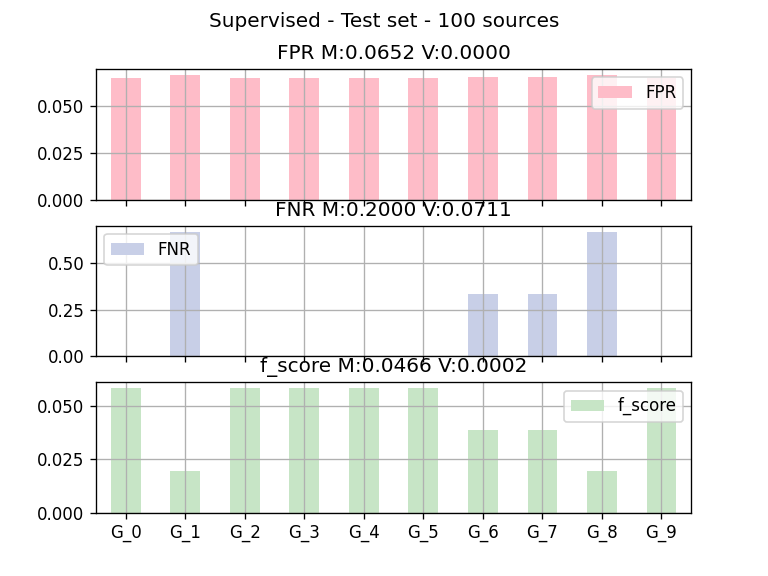 Supervised - Test set - 100 sources
FPR M:0.0652 V:0.0000
0.050
0.025
0.000
FPR
FNR M:0.2000 V:0.0711
0.50
0.25
0.00
FNR
f_score M:0.0466 V:0.0002
0.050
0.025
0.000
f_score
G_0 G_1 G_2 G_3 G_4 G_5 G_6 G_7 G_8 G_9